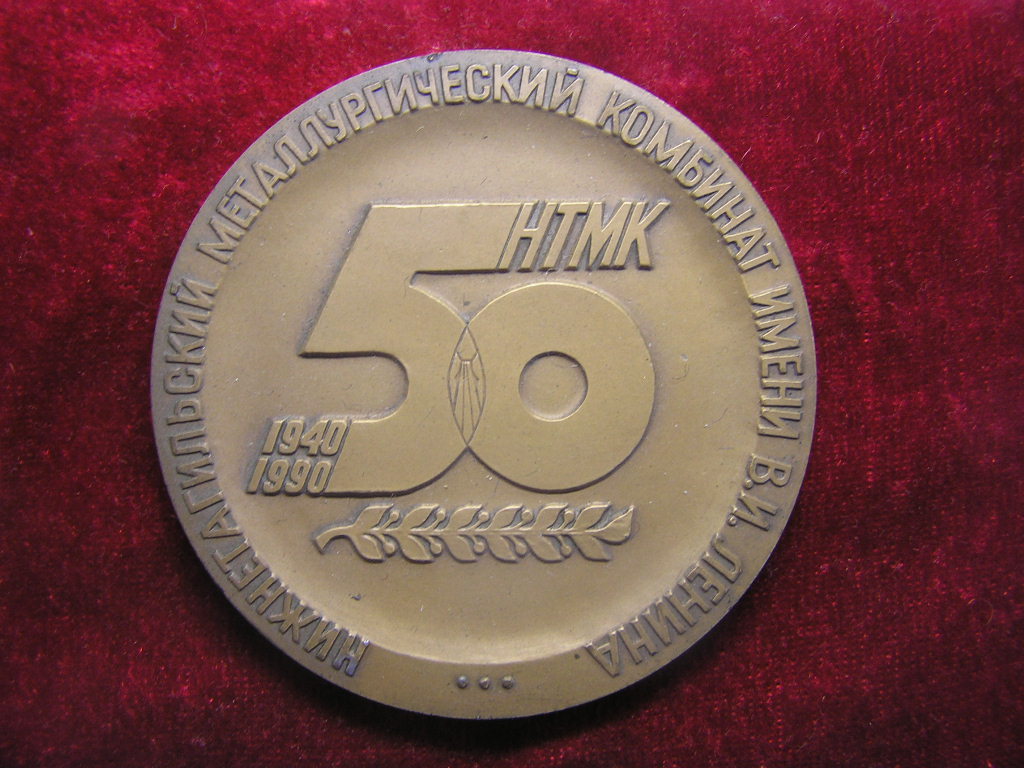 НИЖНЕТАГИЛЬСКИЙ МЕТАЛЛУРГИЧЕСКИЙ КОМБИНАТ ИМЕНИ В.И. ЛЕНИНА
50 НТМК
1940
1990